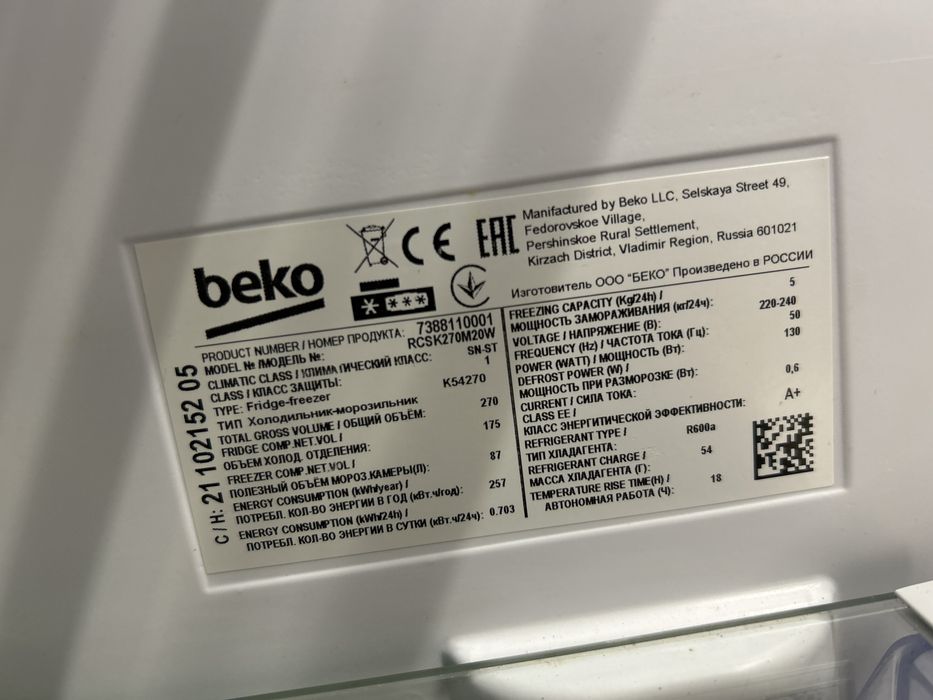 beko
CE
EAC
Manifactured by Beko LLC, Selskaya Street 49,
Fedorovskoe Village,
Pershinskoe Rural Settlement,
Kirzach District, Vladimir Region, Russia 601021
Изготовитель ООО "БЕКО" Произведено в РОССИИ
С / Н: 21 102152 05
PRODUCT NUMBER / НОМЕР ПРОДУКТА: 7388110001
MODEL № /МОДЕЛЬ №: RCSK270M20W
CLIMATIC CLASS / КЛИМАТИЧЕСКИЙ КЛАСС: SN-ST
CLASS / КЛАСС ЗАЩИТЫ: 1
TYPE: Fridge-freezer K54270
ТИП Холодильник-морозильник
TOTAL GROSS VOLUME / ОБЩИЙ ОБЪЕМ: 270
FRIDGE COMP.NET.VOL /
ОБЪЕМ ХОЛОД. ОТДЕЛЕНИЯ: 175
FREEZER COMP.NET.VOL /
ПОЛЕЗНЫЙ ОБЪЁМ МОРОЗ.КАМЕРЫ(Л): 87
ENERGY CONSUMPTION (kWh/year) /
ПОТРЕБЛ. КОЛ-ВО ЭНЕРГИИ В ГОД (кВт.ч/год): 257
ENERGY CONSUMPTION (kWh/24h) /
ПОТРЕБЛ. КОЛ-ВО ЭНЕРГИИ В СУТКИ (кВт.ч/24ч): 0.703
FREEZING CAPACITY (Kg/24h) / 5
МОЩНОСТЬ ЗАМОРАЖИВАНИЯ (кг/24ч):
VOLTAGE / НАПРЯЖЕНИЕ (В): 220-240
FREQUENCY (Hz) / ЧАСТОТА ТОКА (Гц): 50
POWER (WATT) / МОЩНОСТЬ (Вт): 130
DEFROST POWER (W) /
МОЩНОСТЬ ПРИ РАЗМОРОЗКЕ (Вт):
CURRENT / СИЛА ТОКА: 0,6
CLASS EE /
КЛАСС ЭНЕРГИТИЧЕСКОЙ ЭФФЕКТИВНОСТИ: A+
REFRIGERANT TYPE /
ТИП ХЛАДАГЕНТА: R600a
REFRIGERANT CHARGE /
МАССА ХЛАДАГЕНТА (Г): 54
TEMPERATURE RISE TIME(H) /
АВТОНОМНАЯ РАБОТА (Ч): 18